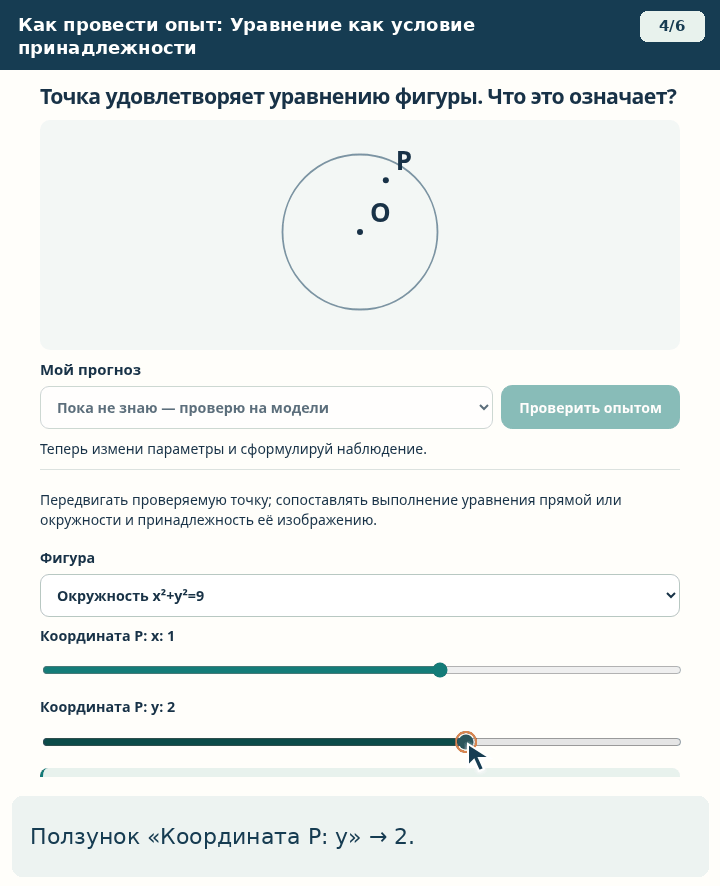 Как провести опыт: Уравнение как условие
принадлежности
4/6
Точка удовлетворяет уравнению фигуры. Что это означает?
P
O
Мой прогноз
Пока не знаю — проверю на модели
Проверить опытом
Теперь измени параметры и сформулируй наблюдение.
Передвигать проверяемую точку; сопоставлять выполнение уравнения прямой или
окружности и принадлежность её изображению.
Фигура
Окружность x²+y²=9
Координата P: x: 1
Координата P: y: 2
Ползунок «Координата P: y» → 2.